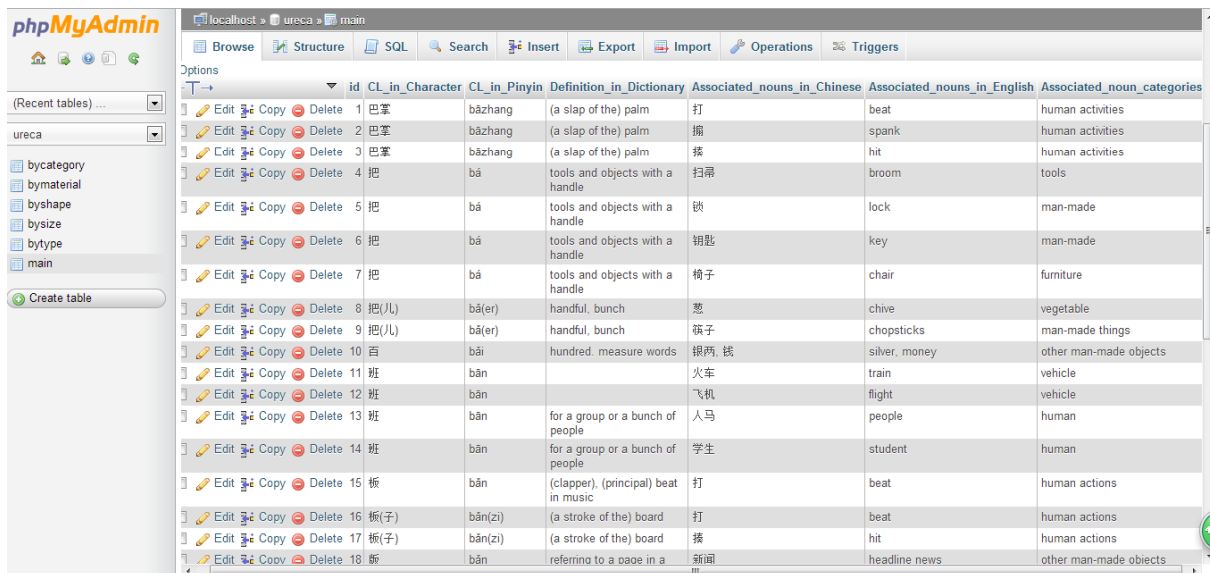 phpMyAdmin
localhost » ureca » main
Browse Structure SQL Search Insert Export Import Operations Triggers
Options
(Recent tables) ...
ureca
bycategory
bymaterial
byshape
bysize
bytype
main
Create table
id CL_in_Character CL_in_Pinyin Definition_in_Dictionary Associated_nouns_in_Chinese Associated_nouns_in_English Associated_noun_categories
Edit Copy Delete 1 巴掌 bāzhang (a slap of the) palm 打 beat human activities
Edit Copy Delete 2 巴掌 bāzhang (a slap of the) palm 搧 spank human activities
Edit Copy Delete 3 巴掌 bāzhang (a slap of the) palm 揍 hit human activities
Edit Copy Delete 4 把 bá tools and objects with a 扫帚 broom tools
handle
Edit Copy Delete 5 把 bá tools and objects with a 锁 lock man-made
handle
Edit Copy Delete 6 把 bá tools and objects with a 钥匙 key man-made
handle
Edit Copy Delete 7 把 bá tools and objects with a 椅子 chair furniture
handle
Edit Copy Delete 8 把(儿) bǎ(er) handful, bunch 葱 chive vegetable
Edit Copy Delete 9 把(儿) bǎ(er) handful, bunch 筷子 chopsticks man-made things
Edit Copy Delete 10 百 bǎi hundred. measure words 银两, 钱 silver, money other man-made objects
Edit Copy Delete 11 班 bān 火车 train vehicle
Edit Copy Delete 12 班 bān 飞机 flight vehicle
Edit Copy Delete 13 班 bān for a group or a bunch of 人马 people human
people
Edit Copy Delete 14 班 bān for a group or a bunch of 学生 student human
people
Edit Copy Delete 15 板 bǎn (clapper), (principal) beat 打 beat human actions
in music
Edit Copy Delete 16 板(子) bǎn(zi) (a stroke of the) board 打 beat human actions
Edit Copy Delete 17 板(子) bǎn(zi) (a stroke of the) board 揍 hit human actions
Edit Copy Delete 18 版 bǎn referring to a page in a 新闻 headline news other man-made objects